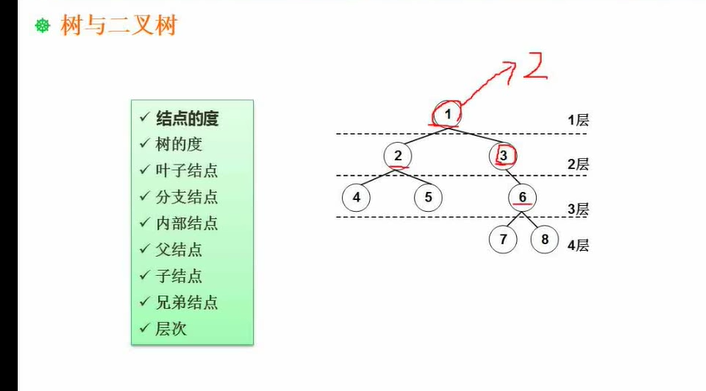 树与二叉树
2
✓ 结点的度
✓ 树的度
✓ 叶子结点
✓ 分支结点
✓ 内部结点
✓ 父结点
✓ 子结点
✓ 兄弟结点
✓ 层次
1 1层
2 3 2层
4 5 6 3层
7 8 4层